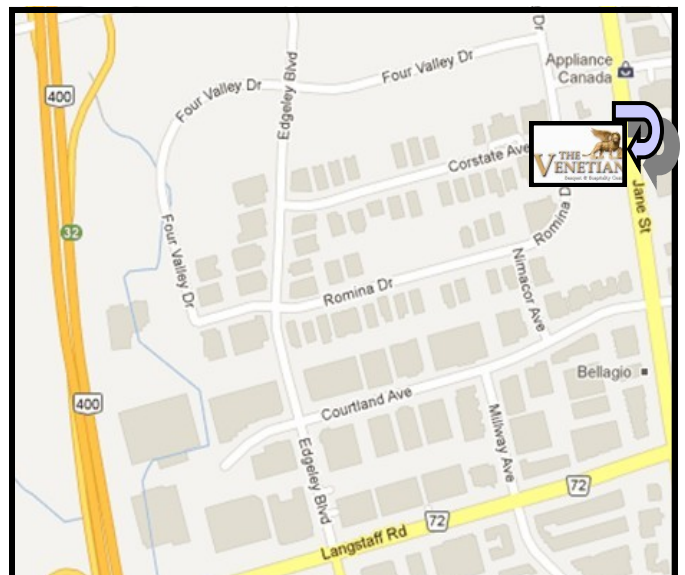 Dr
Four Valley Dr
Appliance
Canada
400
Four Valley Dr
Edgeley Blvd
Corstate Ave
THE
VENETIAN
Jane St
Romina D
32
Four Valley Dr
Romina Dr
Nimacor Ave
Bellagio
400
Courtland Ave
Millway Ave
Edgeley Blvd
72
72
Langstaff Rd